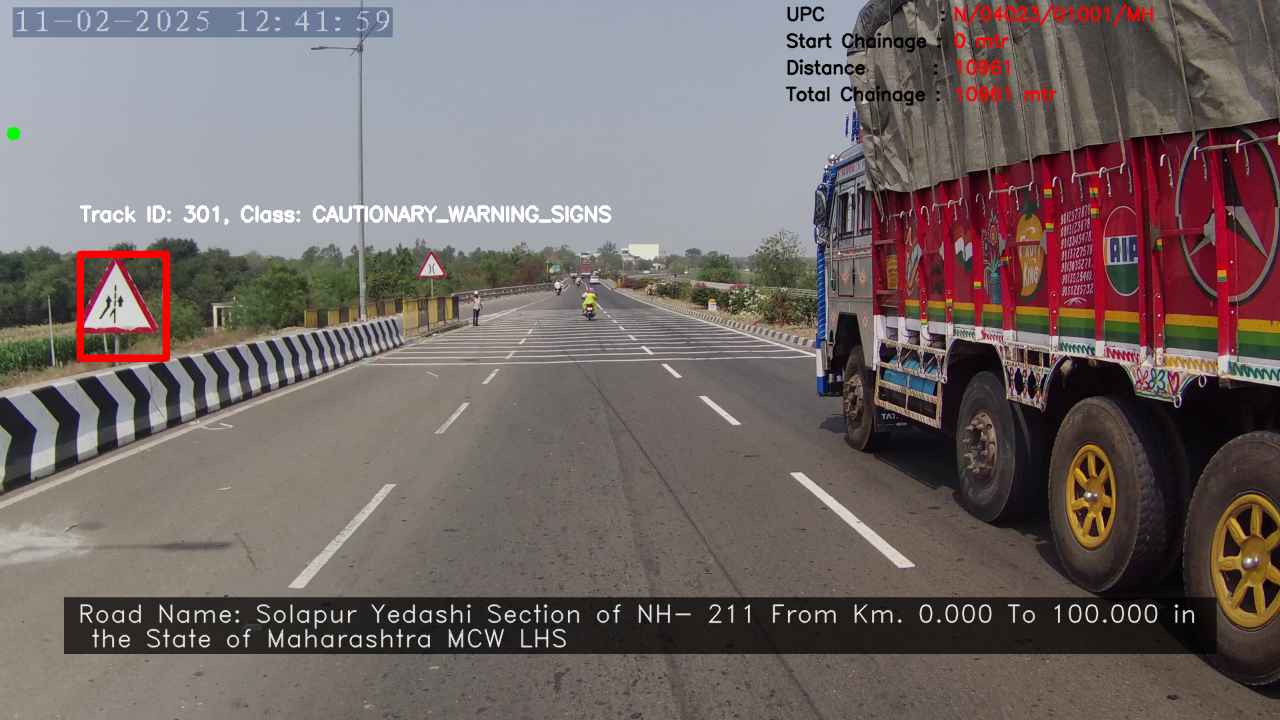 11-02-2025 12:41:59
UPC : N/04023/01001/MH
Start Chainage : 0 mtr
Distance : 10961
Total Chainage : 10961 mtr
Track ID: 301, Class: CAUTIONARY_WARNING_SIGNS
Road Name: Solapur Yedashi Section of NH- 211 From Km. 0.000 To 100.000 in
the State of Maharashtra MCW LHS